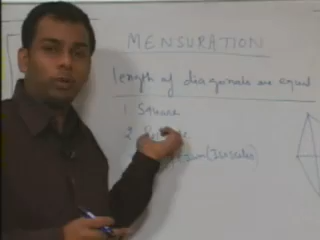 MENSURATION
length of diagonals are equal
1. Square
2.
(Isosceles)